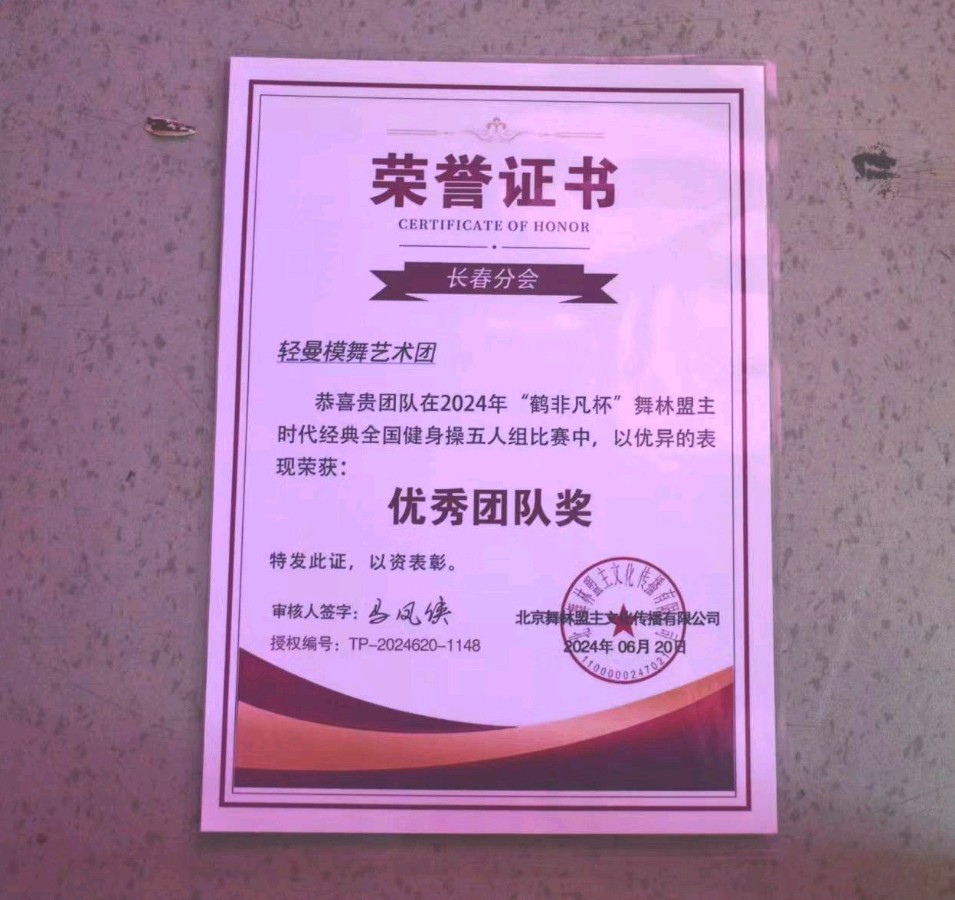 荣誉证书
CERTIFICATE OF HONOR
长春分会
轻曼模舞艺术团
恭喜贵团队在2024年“鹤非凡杯”舞林盟主
时代经典全国健身操五人组比赛中，以优异的表
现荣获：
优秀团队奖
特发此证，以资表彰。
审核人签字：马凤侠
北京舞林盟主文化传播有限公司
授权编号：TP-2024620-1148
2024年 06月 20日